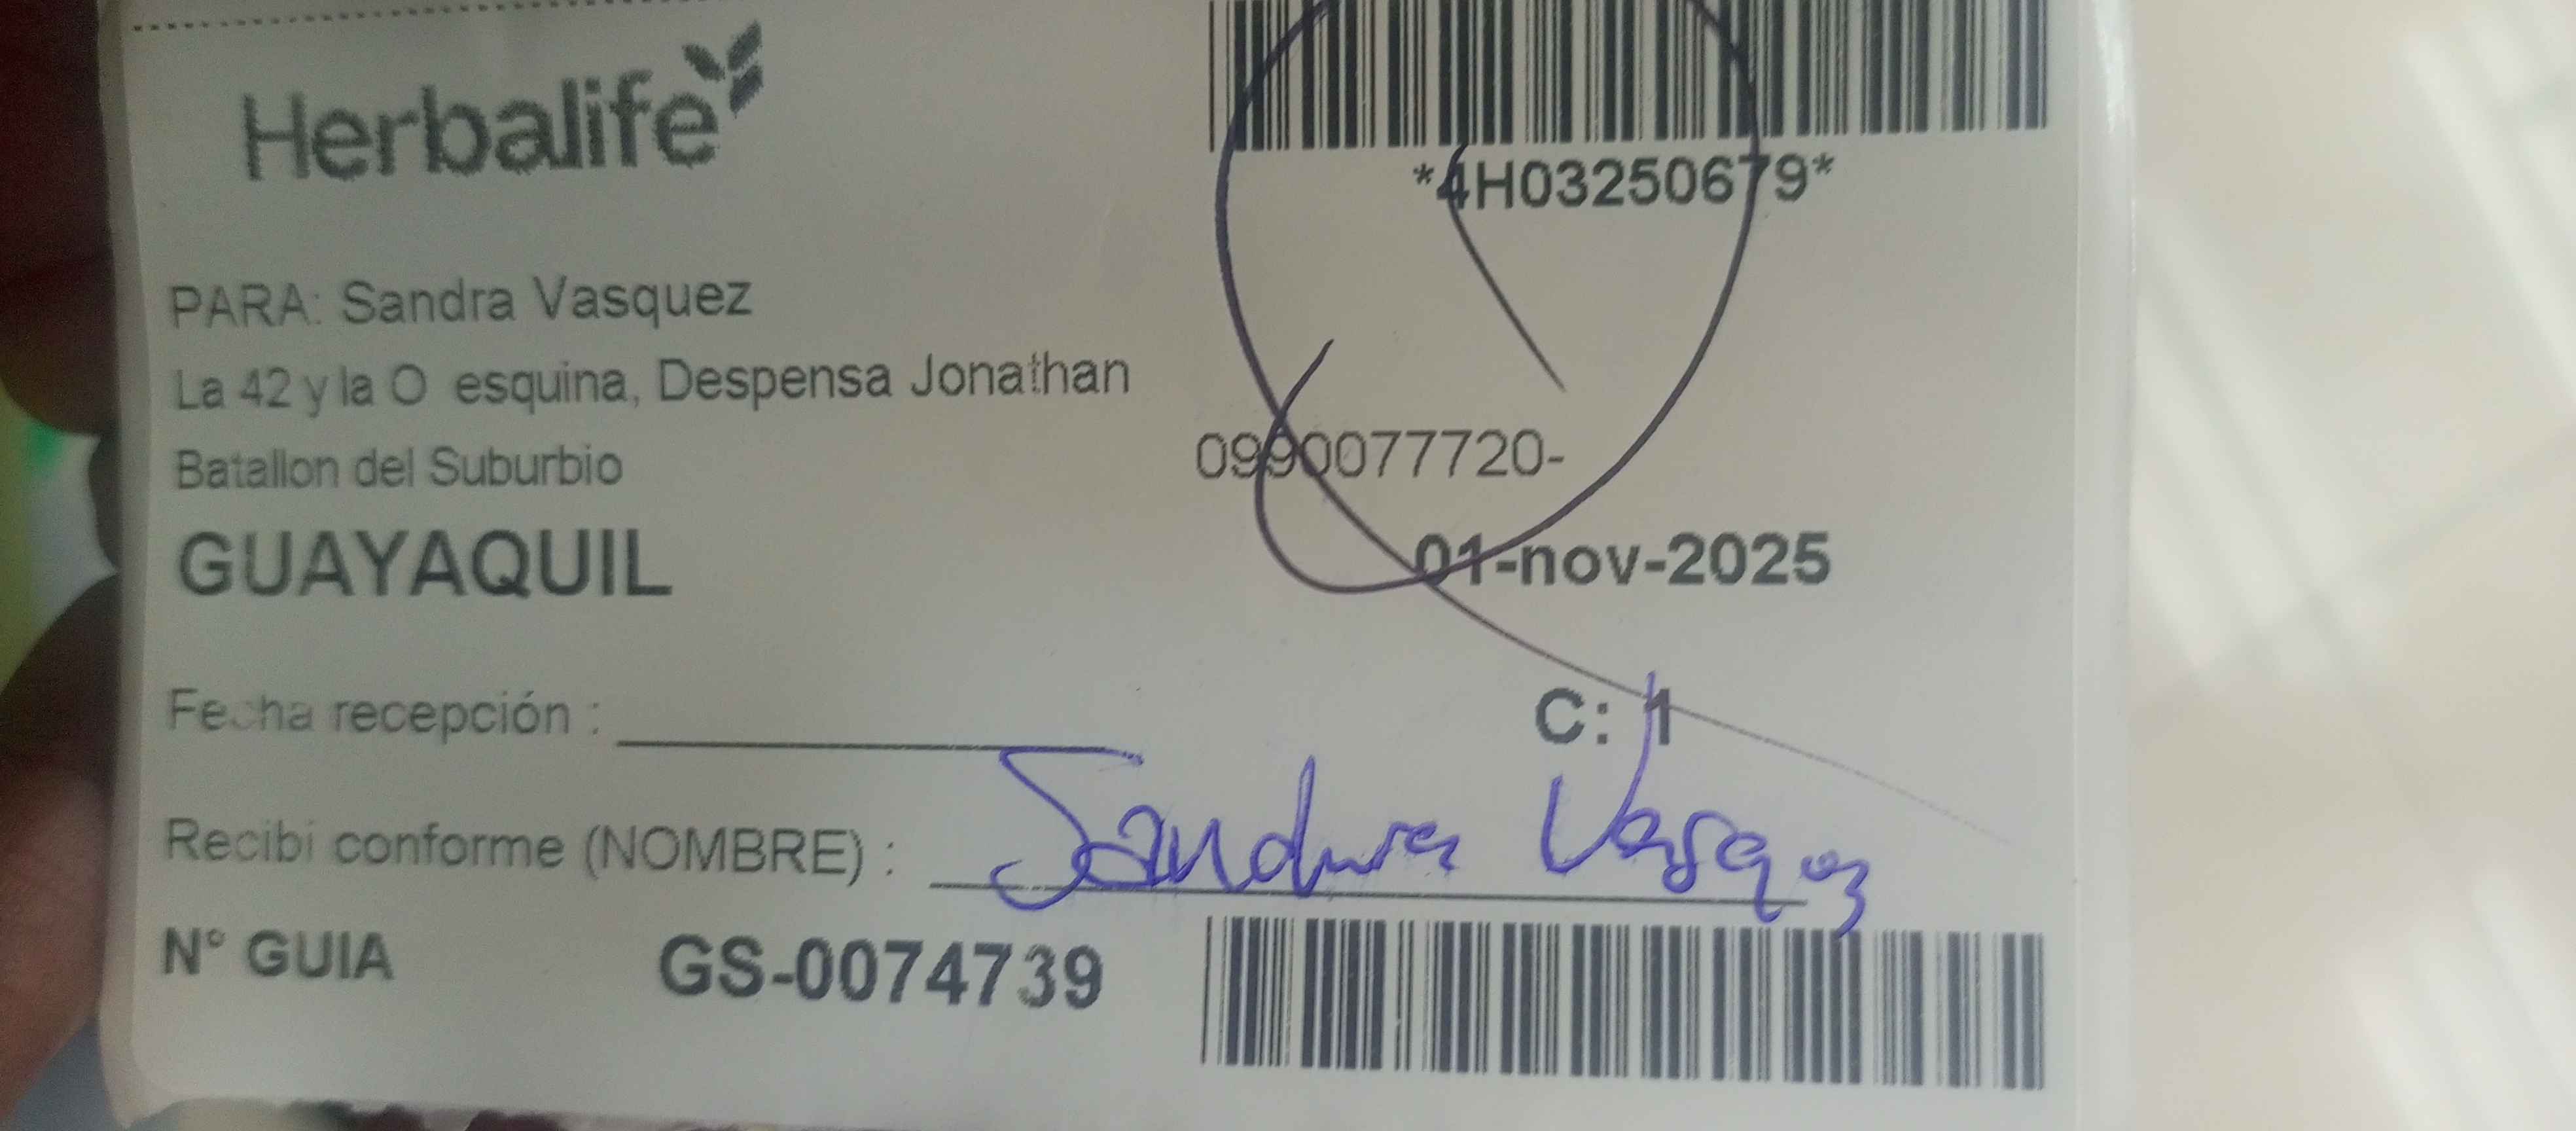 Herbalife
*4H03250679*
PARA: Sandra Vasquez
La 42 y la O esquina, Despensa Jonathan
Batallon del Suburbio
0990077720-
GUAYAQUIL
01-nov-2025
Fecha recepción :
C: 1
Recibi conforme (NOMBRE) : Sandra Vasquez
N° GUIA GS-0074739